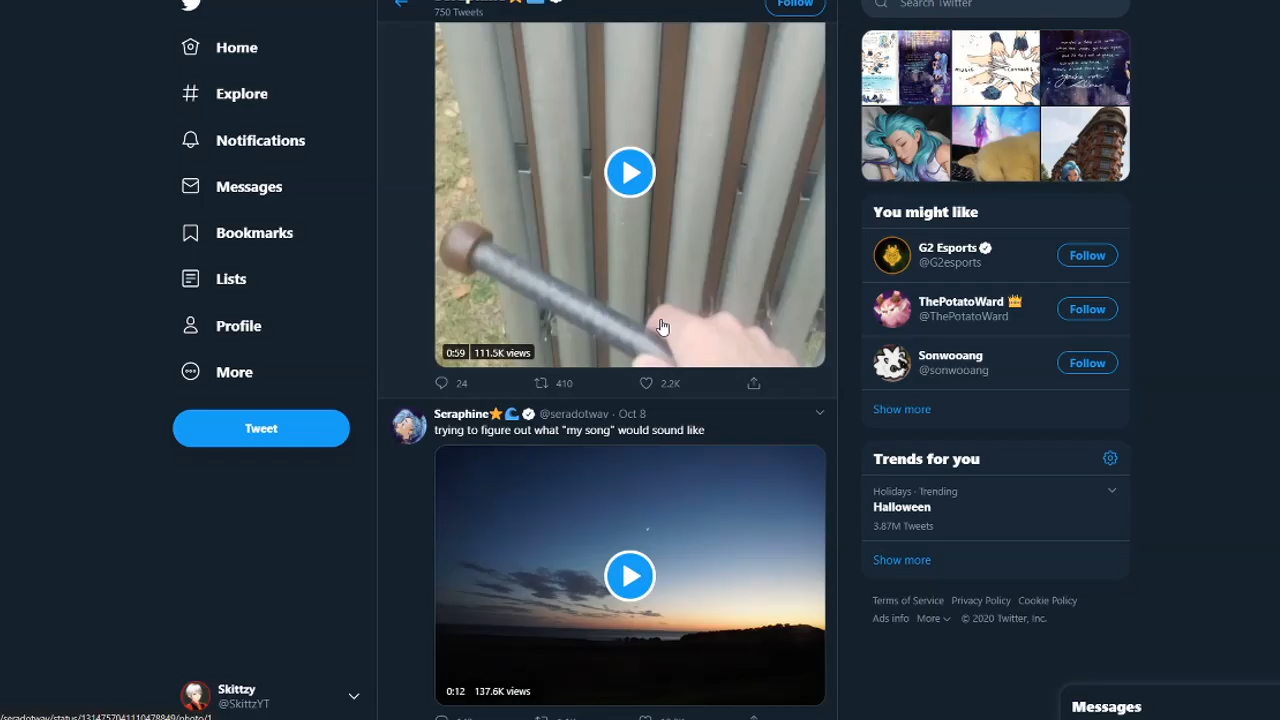 750 Tweets
Follow
Search Twitter
Home
Explore
Notifications
Messages
Bookmarks
Lists
Profile
More
Tweet
Skittzy
@SkittzYT
0:59 111.5K views
24 410 2.2K
Seraphine @seradotwav · Oct 8
trying to figure out what "my song" would sound like
0:12 137.6K views
MUSIC
You might like
G2 Esports
@G2esports
Follow
ThePotatoWard
@ThePotatoWard
Follow
Sonwooang
@sonwooang
Follow
Show more
Trends for you
Holidays · Trending
Halloween
3.87M Tweets
Show more
Terms of Service Privacy Policy Cookie Policy
Ads info More © 2020 Twitter, Inc.
Messages